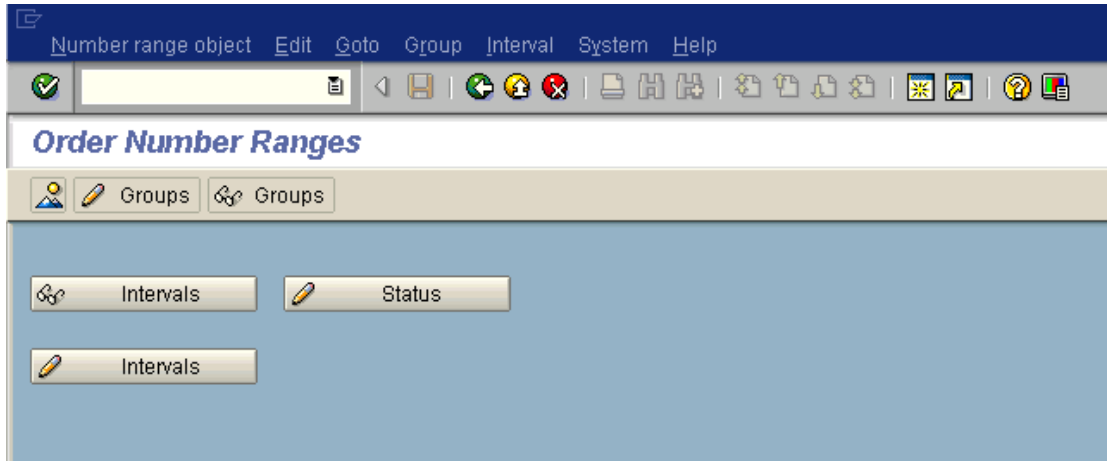 Number range object Edit Goto Group Interval System Help
Order Number Ranges
Groups Groups
Intervals Status
Intervals